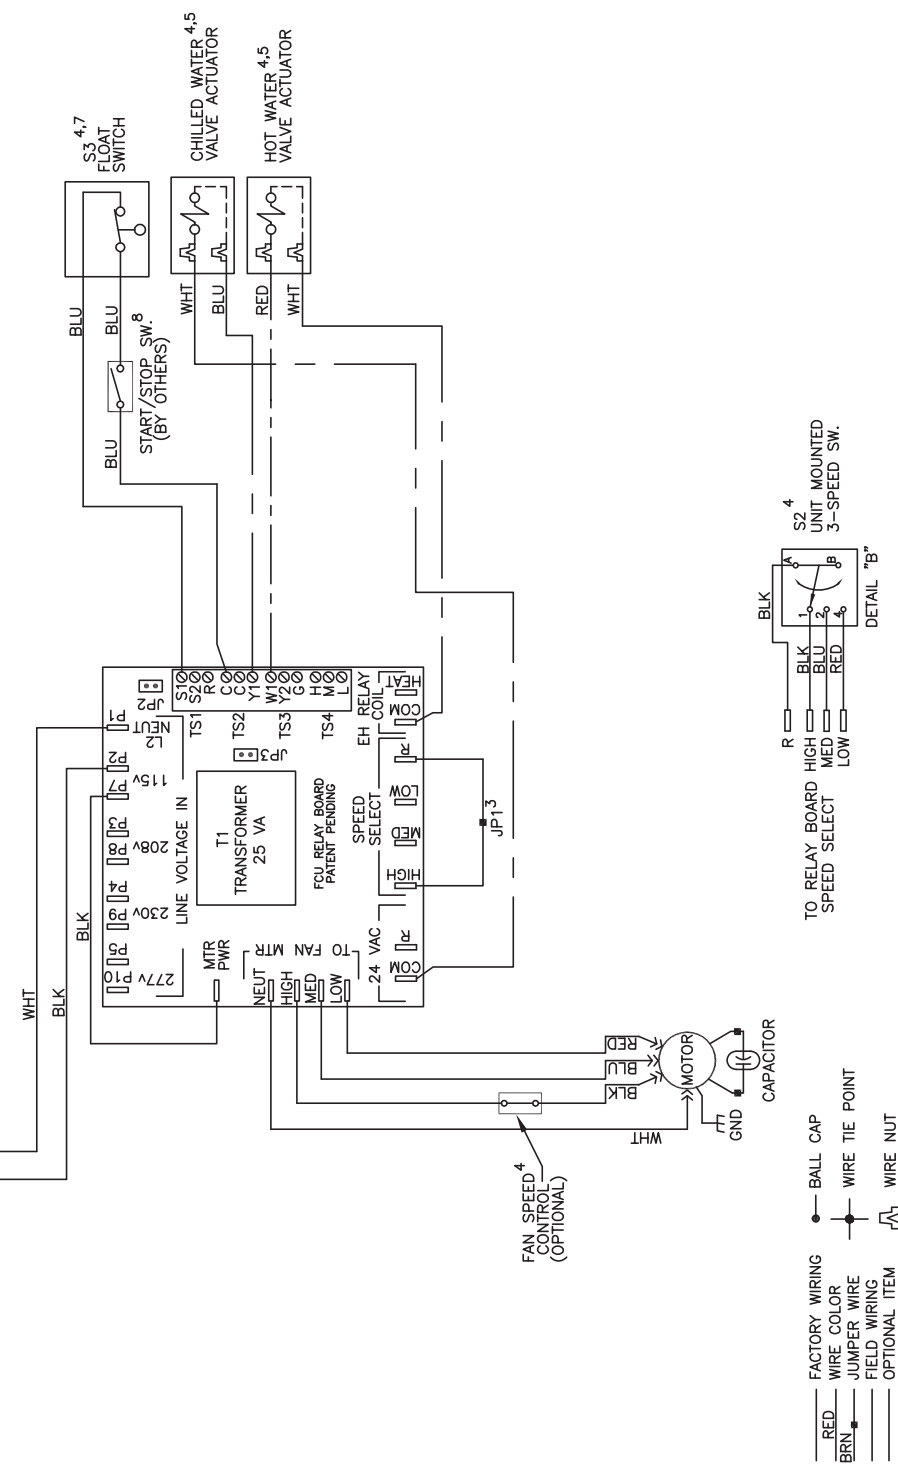 S3 4,7
FLOAT
SWITCH
CHILLED WATER 4,5
VALVE ACTUATOR
HOT WATER 4,5
VALVE ACTUATOR
BLU
BLU
START/STOP SW. 8
(BY OTHERS)
BLU
WHT
BLU
RED
WHT
WHT
BLK
BLK
P1
P2
P7
P3
P8
P4
P9
P5
P10
NEUT
L2
115v
208v
230v
277v
LINE VOLTAGE IN
JP2
S1
S2
R
C
C
Y1
W1
Y2
G
H
M
L
TS1
TS2
TS3
TS4
JP3
T1
TRANSFORMER
25 VA
FCU RELAY BOARD
PATENT PENDING
EH RELAY
COIL
HEAT
COM
SPEED
SELECT
R
LOW
MED
HIGH
JP1 3
24 VAC
R
COM
MTR
PWR
TO FAN MTR
NEUT
HIGH
MED
LOW
RED
BLU
BLK
WHT
MOTOR
GND
CAPACITOR
FAN SPEED 4
CONTROL
(OPTIONAL)
S2 4
UNIT MOUNTED
3-SPEED SW.
DETAIL "B"
A
B
1
2
4
BLK
BLK
BLU
RED
R
HIGH
MED
LOW
TO RELAY BOARD
SPEED SELECT
FACTORY WIRING
RED
WIRE COLOR
BRN
JUMPER WIRE
FIELD WIRING
OPTIONAL ITEM
BALL CAP
WIRE TIE POINT
WIRE NUT